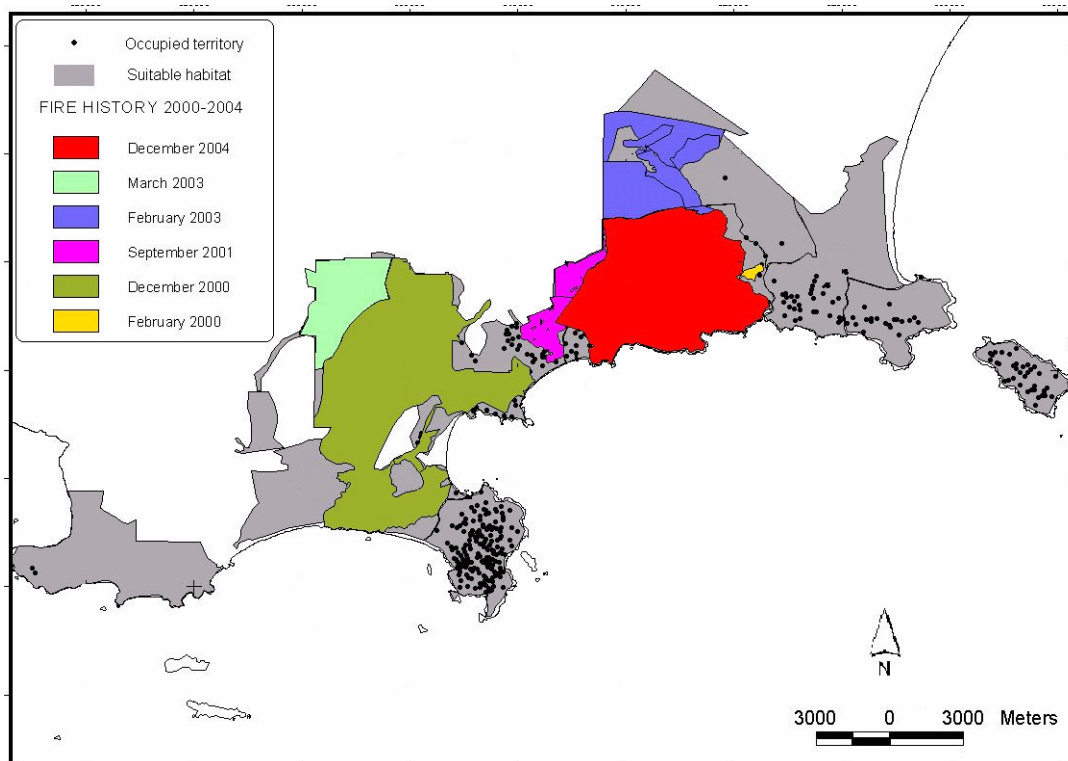 Occupied territory
Suitable habitat
FIRE HISTORY 2000-2004
December 2004
March 2003
February 2003
September 2001
December 2000
February 2000
N
3000 0 3000 Meters